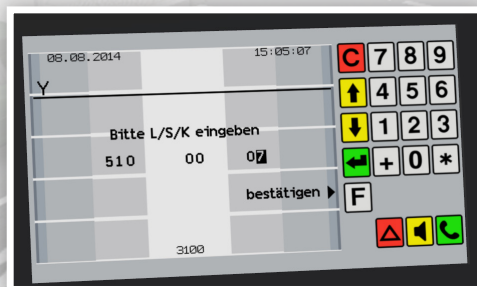 08.08.2014 15:05:07
Y
Bitte L/S/K eingeben
510 00 07
bestätigen
3100
C 7 8 9
4 5 6
1 2 3
+ 0 *
F